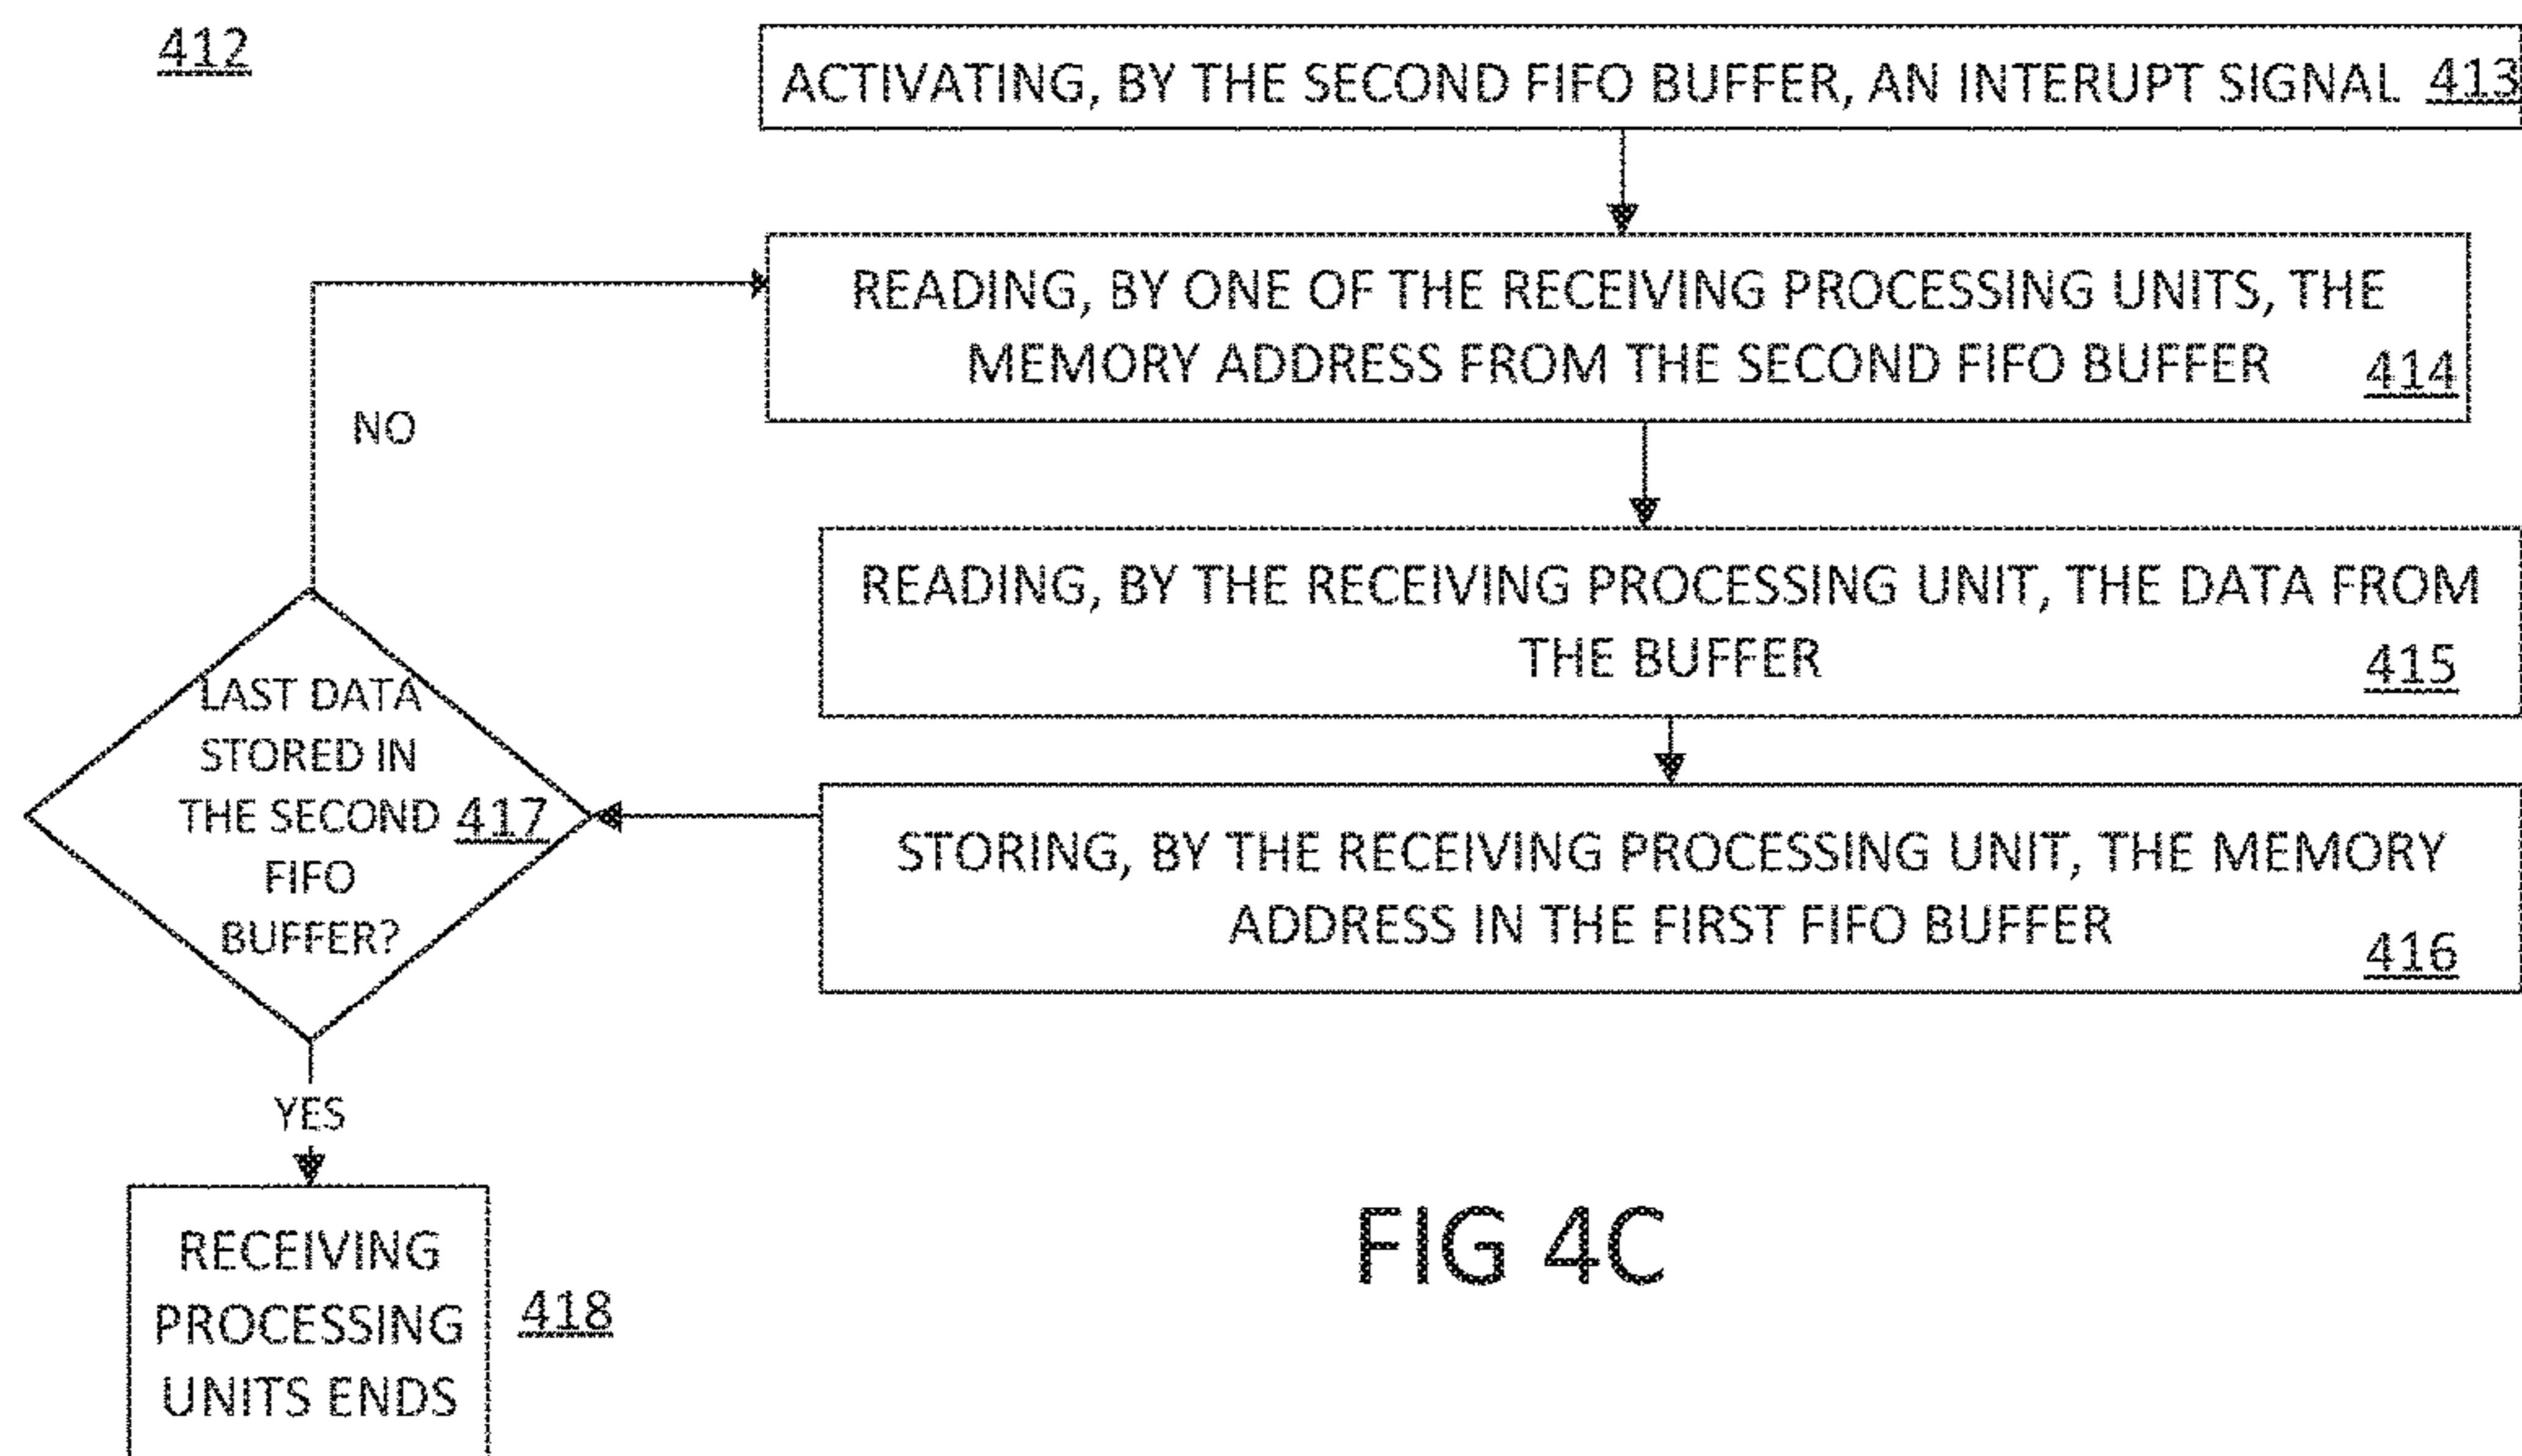 412
ACTIVATING, BY THE SECOND FIFO BUFFER, AN INTERUPT SIGNAL 413
READING, BY ONE OF THE RECEIVING PROCESSING UNITS, THE
MEMORY ADDRESS FROM THE SECOND FIFO BUFFER 414
NO
READING, BY THE RECEIVING PROCESSING UNIT, THE DATA FROM
THE BUFFER 415
STORING, BY THE RECEIVING PROCESSING UNIT, THE MEMORY
ADDRESS IN THE FIRST FIFO BUFFER 416
LAST DATA
STORED IN
THE SECOND 417
FIFO
BUFFER?
YES
RECEIVING
PROCESSING
UNITS ENDS
418
FIG 4C